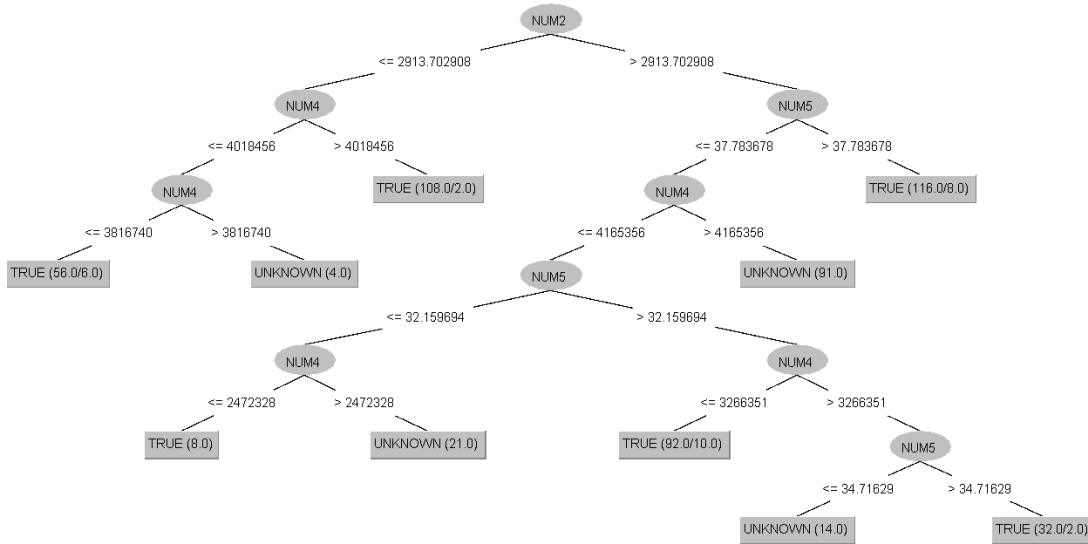 NUM2
<= 2913.702908 > 2913.702908
NUM4 NUM5
<= 4018456 > 4018456 <= 37.783678 > 37.783678
NUM4 TRUE (108.0/2.0) NUM4 TRUE (116.0/8.0)
<= 3816740 > 3816740 <= 4165356 > 4165356
TRUE (56.0/6.0) UNKNOWN (4.0) NUM5 UNKNOWN (91.0)
<= 32.159694 > 32.159694
NUM4 NUM4
<= 2472328 > 2472328 <= 3266351 > 3266351
TRUE (8.0) UNKNOWN (21.0) TRUE (92.0/10.0) NUM5
<= 34.71629 > 34.71629
UNKNOWN (14.0) TRUE (32.0/2.0)